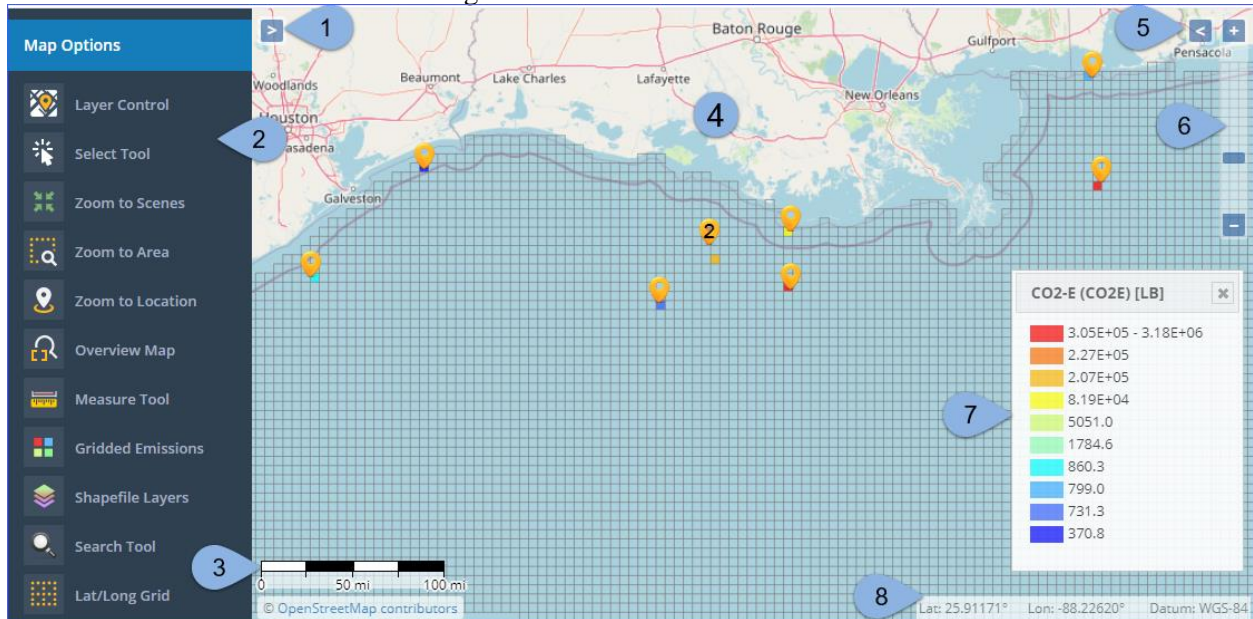 Map Options
Layer Control
Select Tool
Zoom to Scenes
Zoom to Area
Zoom to Location
Overview Map
Measure Tool
Gridded Emissions
Shapefile Layers
Search Tool
Lat/Long Grid
>
1
2
3
4
5
<
+
6
−
7
8
Baton Rouge
Gulfport
Pensacola
Woodlands
Beaumont
Lake Charles
Lafayette
New Orleans
Houston
asadena
Galveston
2
CO2-E (CO2E) [LB]
3.05E+05 - 3.18E+06
2.27E+05
2.07E+05
8.19E+04
5051.0
1784.6
860.3
799.0
731.3
370.8
0 50 mi 100 mi
© OpenStreetMap contributors
Lat: 25.91171° Lon: -88.22620° Datum: WGS-84